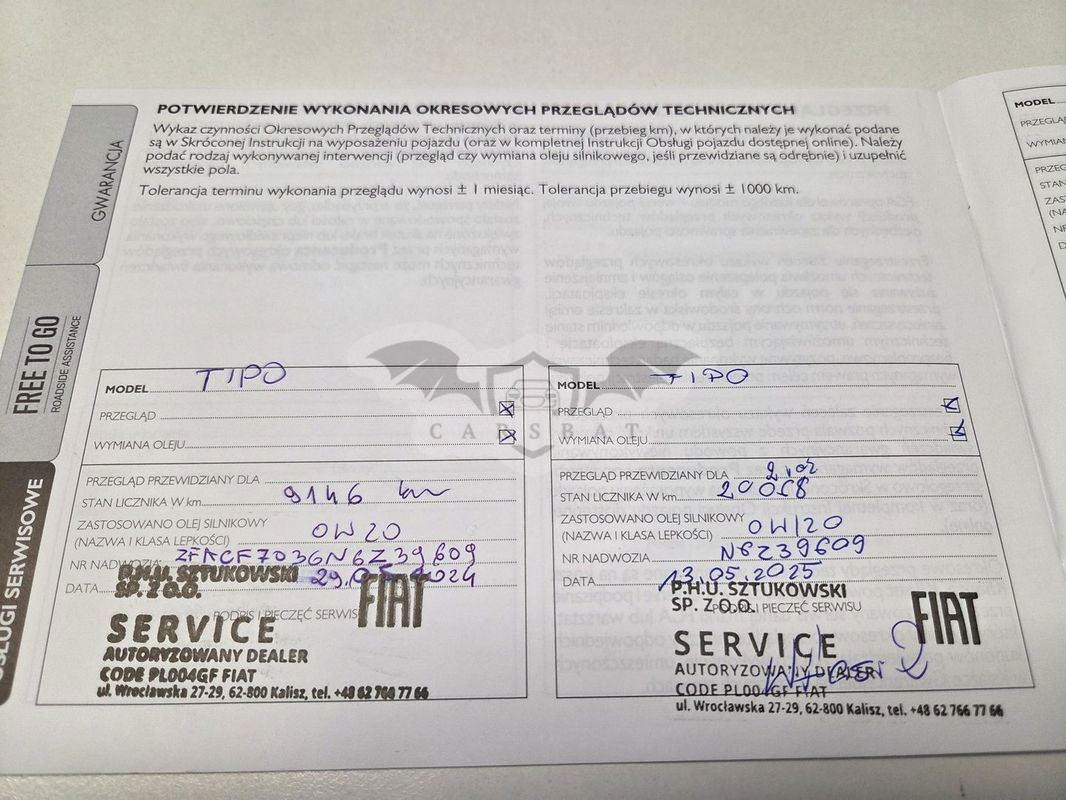 POTWIERDZENIE WYKONANIA OKRESOWYCH PRZEGLĄDÓW TECHNICZNYCH
Wykaz czynności Okresowych Przeglądów Technicznych oraz terminy (przebieg km), w których należy je wykonać podane
są w Skróconej Instrukcji na wyposażeniu pojazdu (oraz w kompletnej Instrukcji Obsługi pojazdu dostępnej online). Należy
podać rodzaj wykonywanej interwencji (przegląd czy wymiana oleju silnikowego, jeśli przewidziane są odrębnie) i uzupełnić
wszystkie pola.
Tolerancja terminu wykonania przeglądu wynosi ± 1 miesiąc. Tolerancja przebiegu wynosi ± 1000 km.
GWARANCJA
FREE TO GO
ROADSIDE ASSISTANCE
SŁUGI SERWISOWE
MODEL TIPO
PRZEGLĄD
WYMIANA OLEJU
PRZEGLĄD PRZEWIDZIANY DLA
STAN LICZNIKA W km 9146 km
ZASTOSOWANO OLEJ SILNIKOWY
(NAZWA I KLASA LEPKOŚCI) 0W20
NR NADWOZIA ZFACF7036N6Z39609
DATA 29.05.2024
PODPIS I PIECZĘĆ SERWISU
P.H.U. SZTUKOWSKI
SP. Z O.O.
FIAT
SERVICE
AUTORYZOWANY DEALER
CODE PL004GF FIAT
ul. Wrocławska 27-29, 62-800 Kalisz, tel. +48 62 766 77 66
MODEL TIPO
PRZEGLĄD
WYMIANA OLEJU
PRZEGLĄD PRZEWIDZIANY DLA
STAN LICZNIKA W km 20058
ZASTOSOWANO OLEJ SILNIKOWY
(NAZWA I KLASA LEPKOŚCI) 0W20
NR NADWOZIA N6Z39609
DATA 13.05.2025
PODPIS I PIECZĘĆ SERWISU
P.H.U. SZTUKOWSKI
SP. Z O.O.
FIAT
SERVICE
AUTORYZOWANY DEALER
CODE PL004GF FIAT
ul. Wrocławska 27-29, 62-800 Kalisz, tel. +48 62 766 77 66
CARSBAT
MODEL